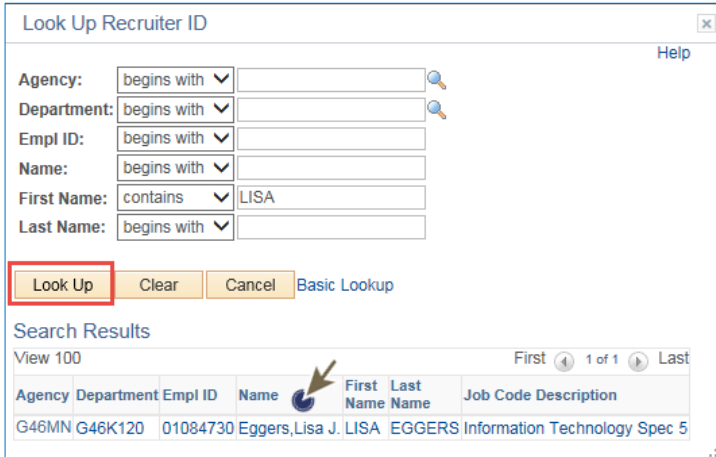 Look Up Recruiter ID
Help
Agency: begins with
Department: begins with
Empl ID: begins with
Name: begins with
First Name: contains LISA
Last Name: begins with
Look Up Clear Cancel Basic Lookup
Search Results
View 100 First 1 of 1 Last
Agency Department Empl ID Name First Name Last Name Job Code Description
G46MN G46K120 01084730 Eggers,Lisa J. LISA EGGERS Information Technology Spec 5